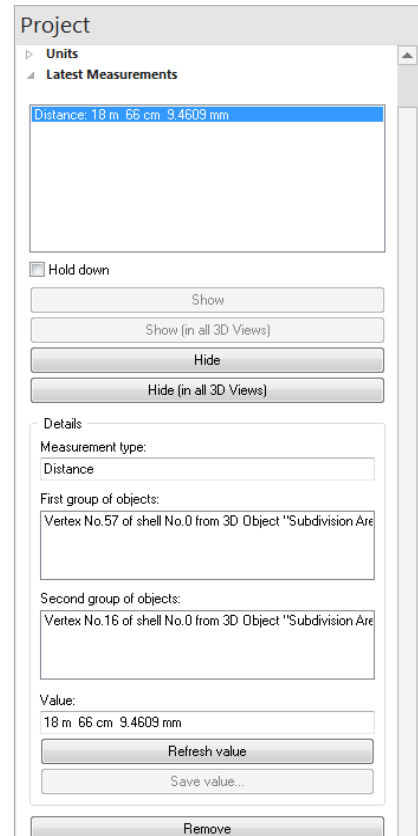 Project
Units
Latest Measurements
Distance: 18 m  66 cm  9.4609 mm
Hold down
Show
Show (in all 3D Views)
Hide
Hide (in all 3D Views)
Details
Measurement type:
Distance
First group of objects:
Vertex No.57 of shell No.0 from 3D Object "Subdivision Are
Second group of objects:
Vertex No.16 of shell No.0 from 3D Object "Subdivision Are
Value:
18 m  66 cm  9.4609 mm
Refresh value
Save value...
Remove